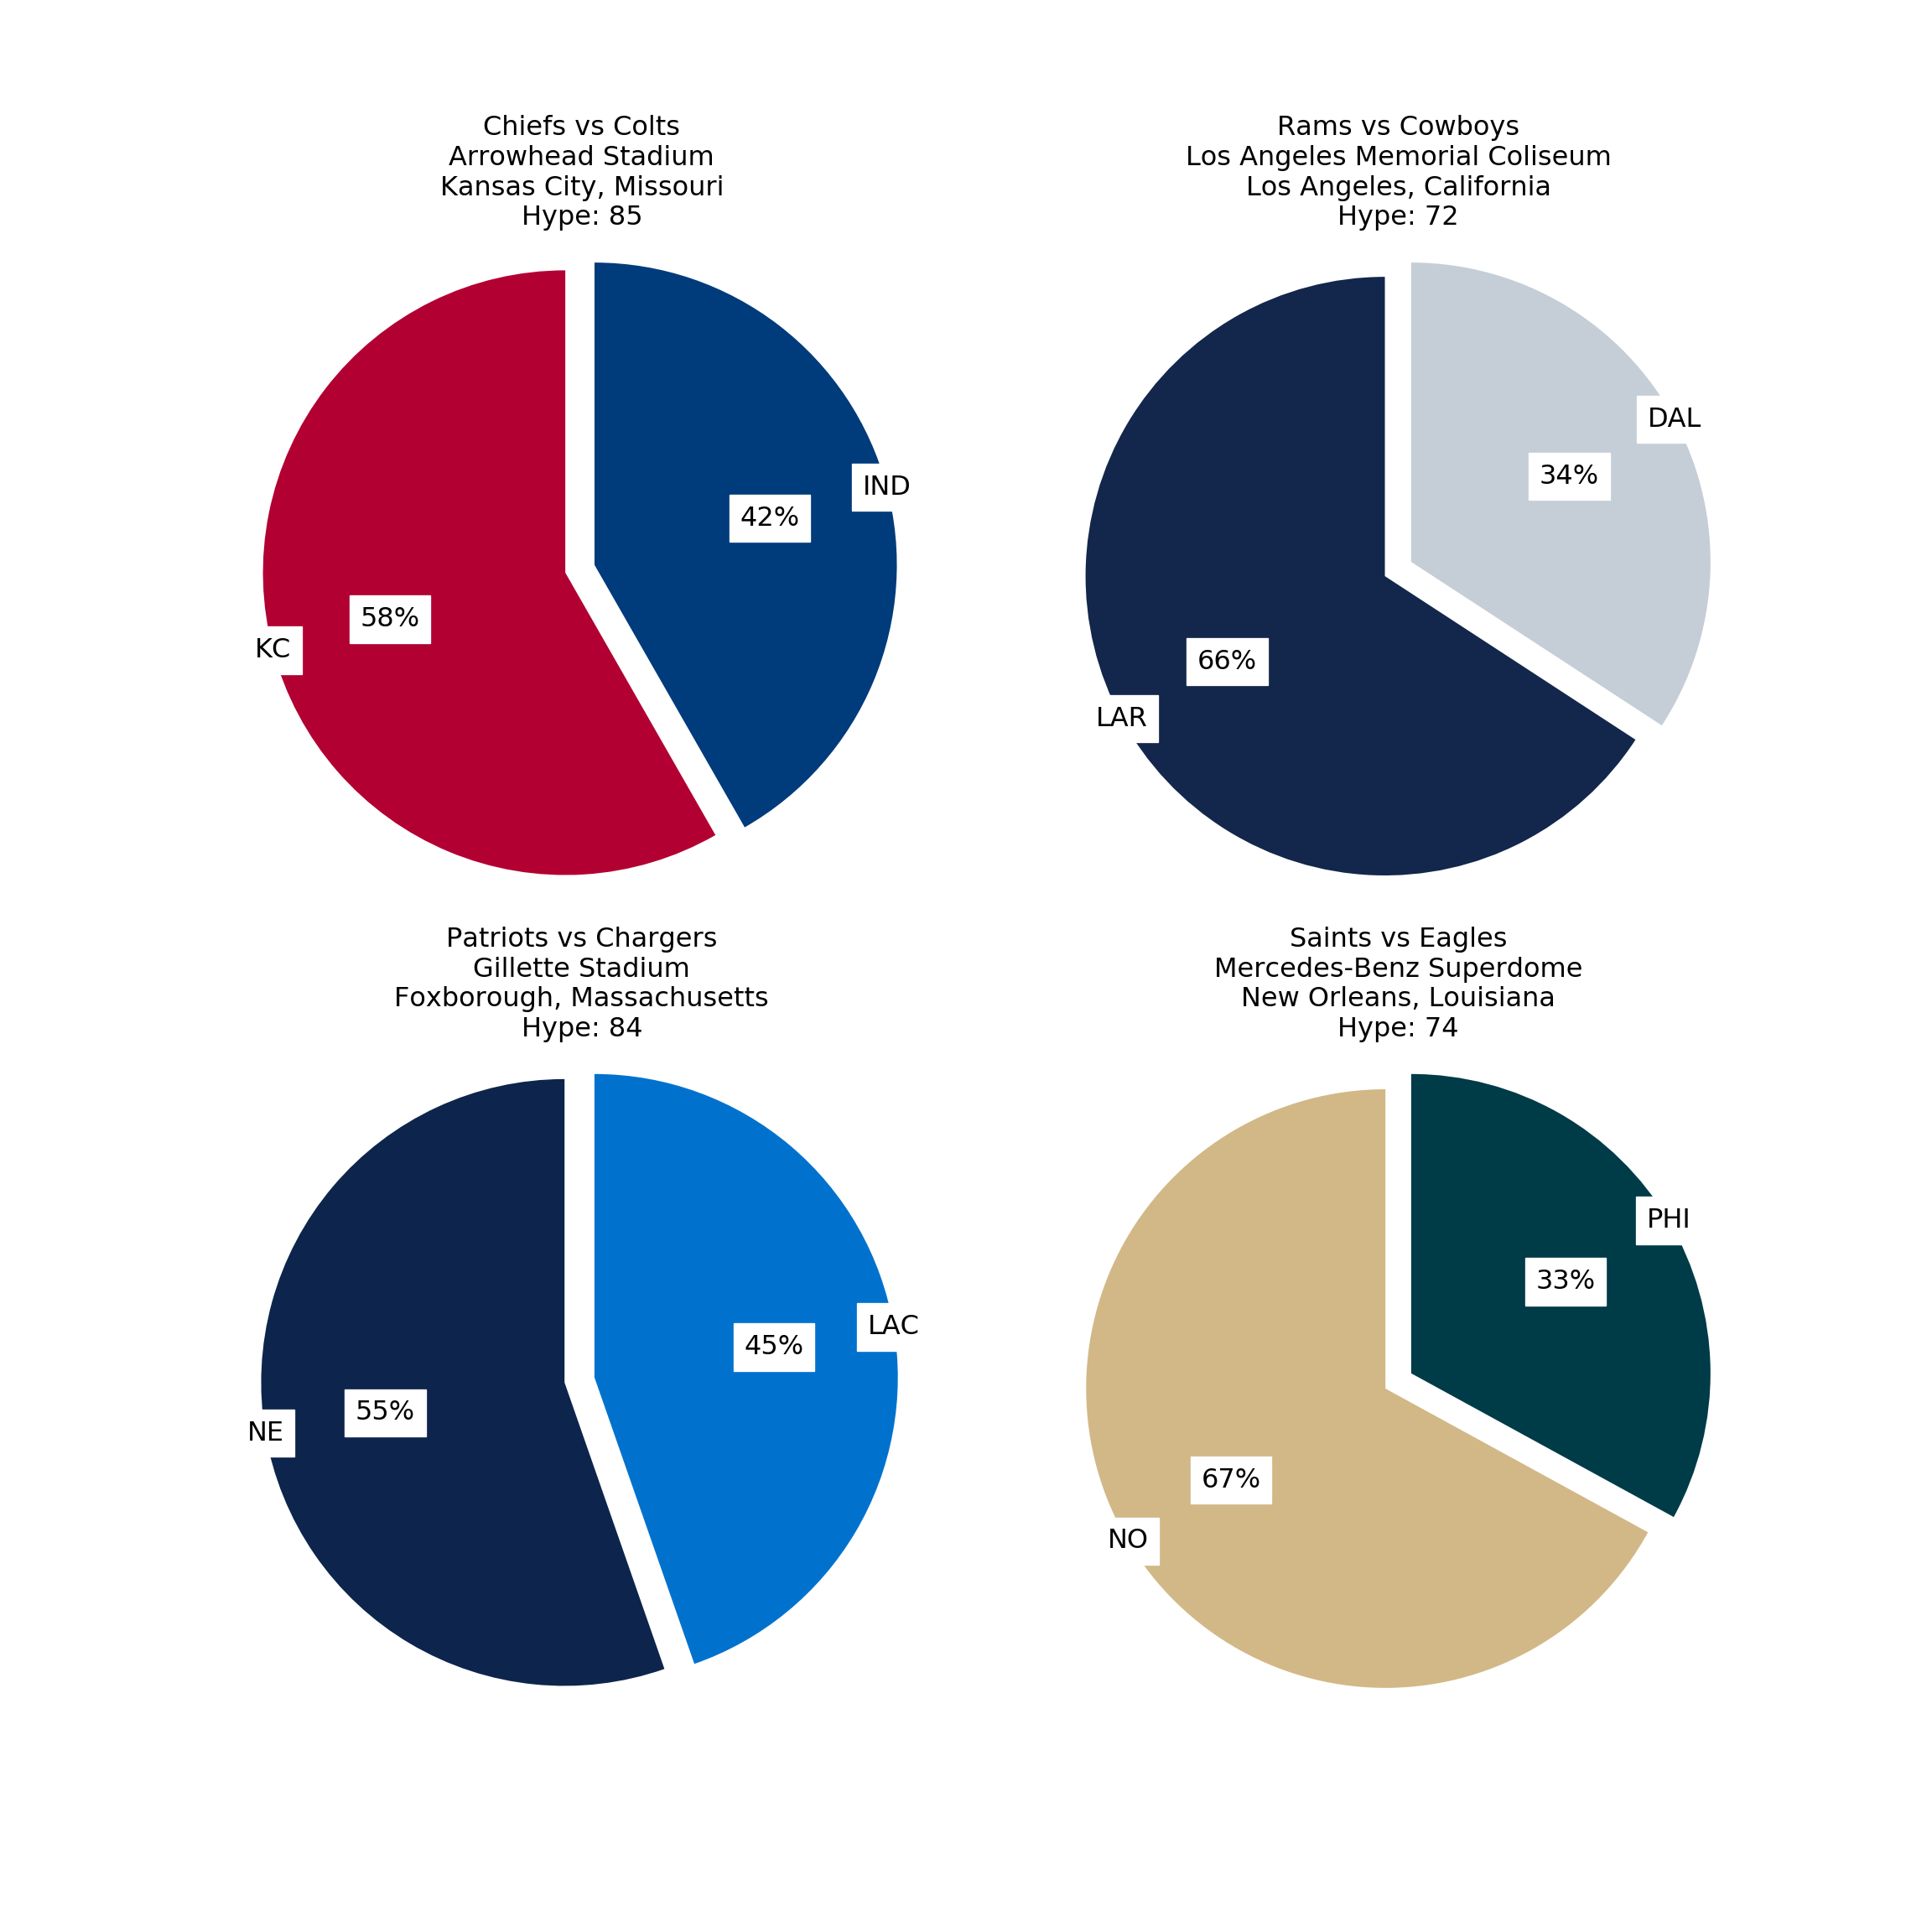 Chiefs vs Colts
Arrowhead Stadium
Kansas City, Missouri
Hype: 85
IND
42%
58%
KC
Rams vs Cowboys
Los Angeles Memorial Coliseum
Los Angeles, California
Hype: 72
DAL
34%
66%
LAR
Patriots vs Chargers
Gillette Stadium
Foxborough, Massachusetts
Hype: 84
LAC
45%
55%
NE
Saints vs Eagles
Mercedes-Benz Superdome
New Orleans, Louisiana
Hype: 74
PHI
33%
67%
NO